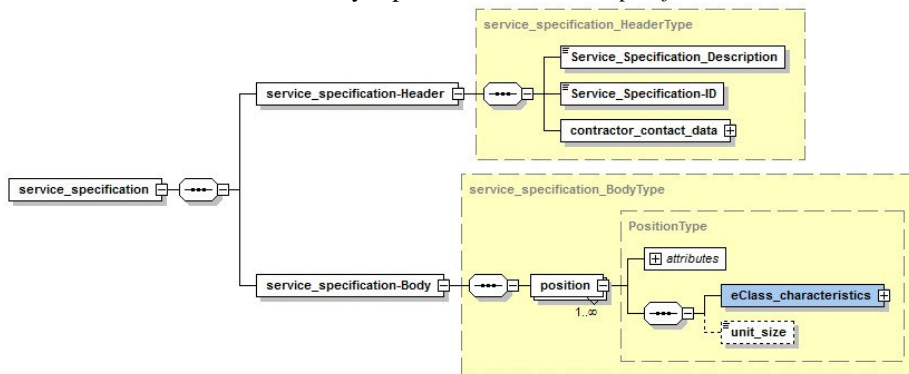 service_specification_HeaderType
Service_Specification_Description
service_specification-Header
Service_Specification-ID
contractor_contact_data
service_specification
service_specification_BodyType
PositionType
attributes
service_specification-Body
position
eClass_characteristics
1..∞
unit_size